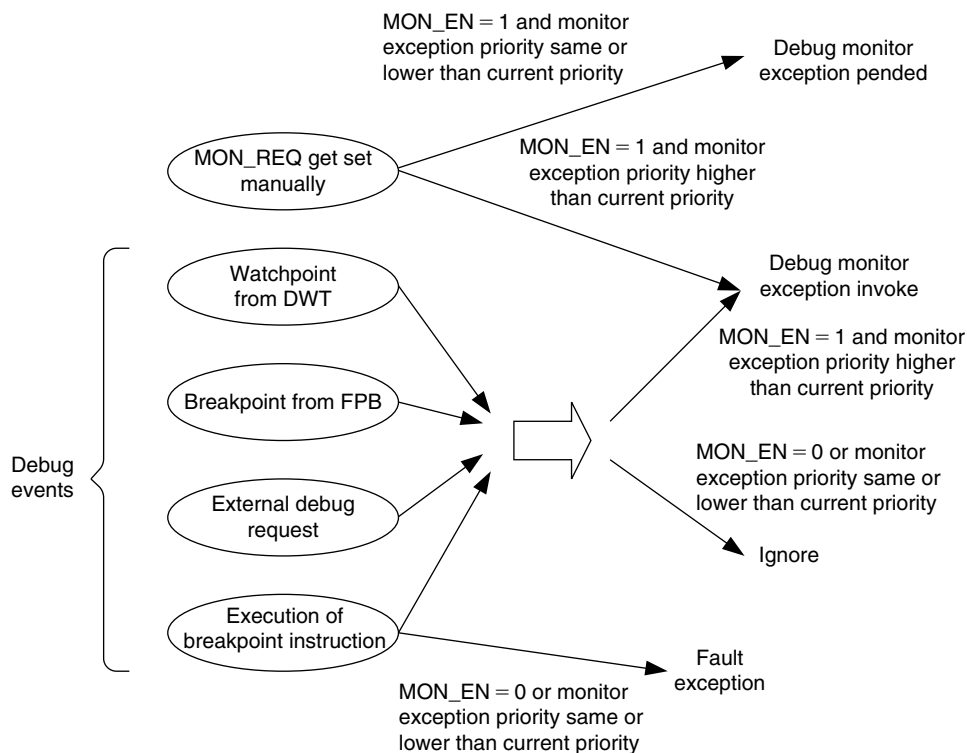 MON_EN = 1 and monitor
exception priority same or
lower than current priority
Debug monitor
exception pended
MON_REQ get set
manually
MON_EN = 1 and monitor
exception priority higher
than current priority
Watchpoint
from DWT
Debug monitor
exception invoke
MON_EN = 1 and monitor
exception priority higher
than current priority
Breakpoint from FPB
Debug
events
MON_EN = 0 or monitor
exception priority same or
lower than current priority
External debug
request
Ignore
Execution of
breakpoint instruction
Fault
exception
MON_EN = 0 or monitor
exception priority same or
lower than current priority